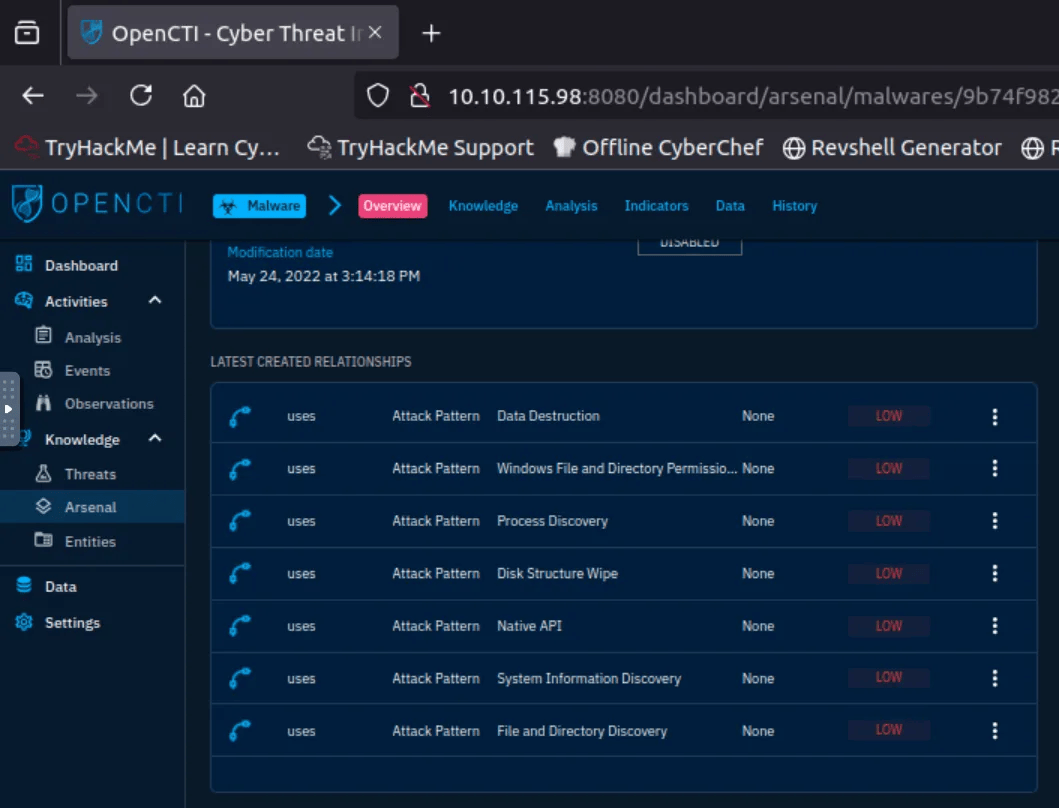 OpenCTI - Cyber Threat
10.10.115.98:8080/dashboard/arsenal/malwares/9b74f982
TryHackMe | Learn Cy... TryHackMe Support Offline CyberChef Revshell Generator
OPENCTI Malware Overview Knowledge Analysis Indicators Data History
Dashboard
Activities
Analysis
Events
Observations
Knowledge
Threats
Arsenal
Entities
Data
Settings
DISABLED
Modification date
May 24, 2022 at 3:14:18 PM
LATEST CREATED RELATIONSHIPS
uses Attack Pattern Data Destruction None LOW
uses Attack Pattern Windows File and Directory Permissio... None LOW
uses Attack Pattern Process Discovery None LOW
uses Attack Pattern Disk Structure Wipe None LOW
uses Attack Pattern Native API None LOW
uses Attack Pattern System Information Discovery None LOW
uses Attack Pattern File and Directory Discovery None LOW